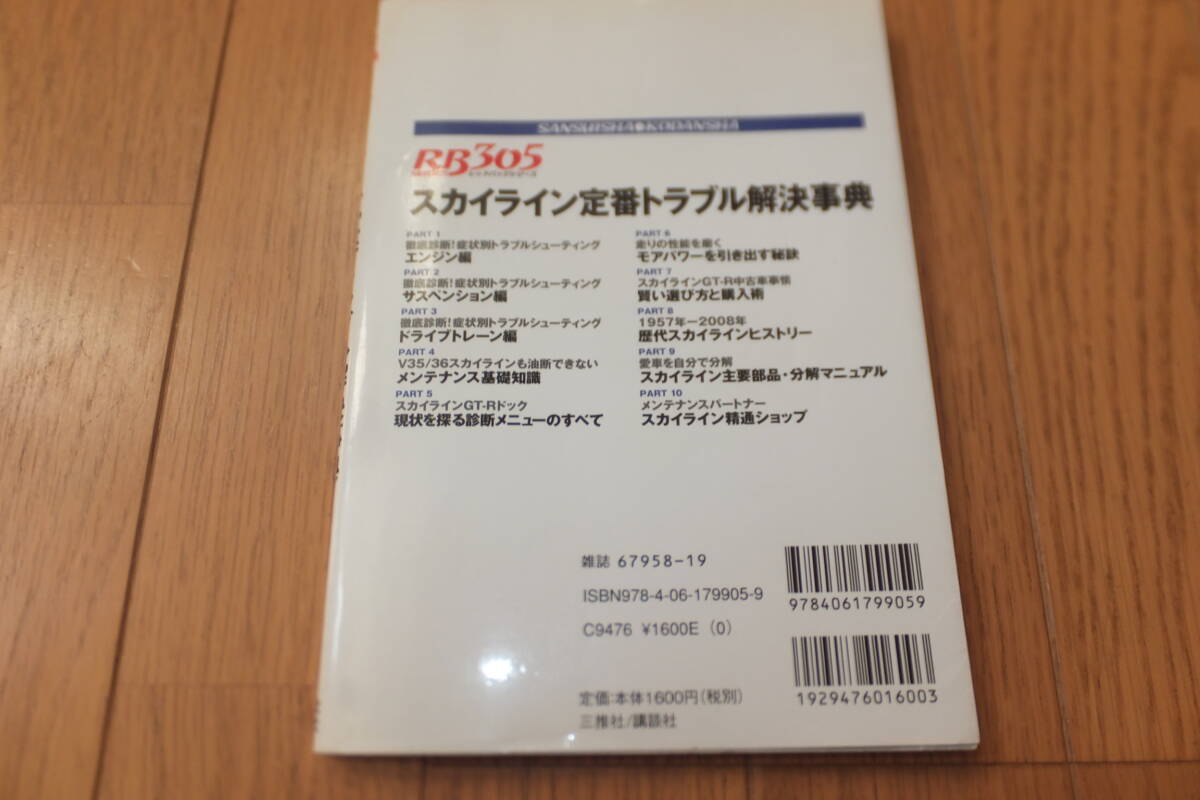 SANSUISHA●KODANSHA
RB305
スカイライン定番トラブル解決事典
PART 1
徹底診断!症状別トラブルシューティング
エンジン編
PART 2
徹底診断!症状別トラブルシューティング
サスペンション編
PART 3
徹底診断!症状別トラブルシューティング
ドライブトレーン編
PART 4
V35/36スカイラインも油断できない
メンテナンス基礎知識
PART 5
スカイラインGT-Rドック
現状を探る診断メニューのすべて
PART 6
走りの性能を磨く
モアパワーを引き出す秘訣
PART 7
スカイラインGT-R中古車事情
賢い選び方と購入術
PART 8
1957年−2008年
歴代スカイラインヒストリー
PART 9
愛車を自分で分解
スカイライン主要部品・分解マニュアル
PART 10
メンテナンスパートナー
スカイライン精通ショップ
雑誌 67958−19
ISBN978-4-06-179905-9
C9476 ¥1600E (0)
定価:本体1600円(税別)
三推社/講談社
9784061799059
1929476016003